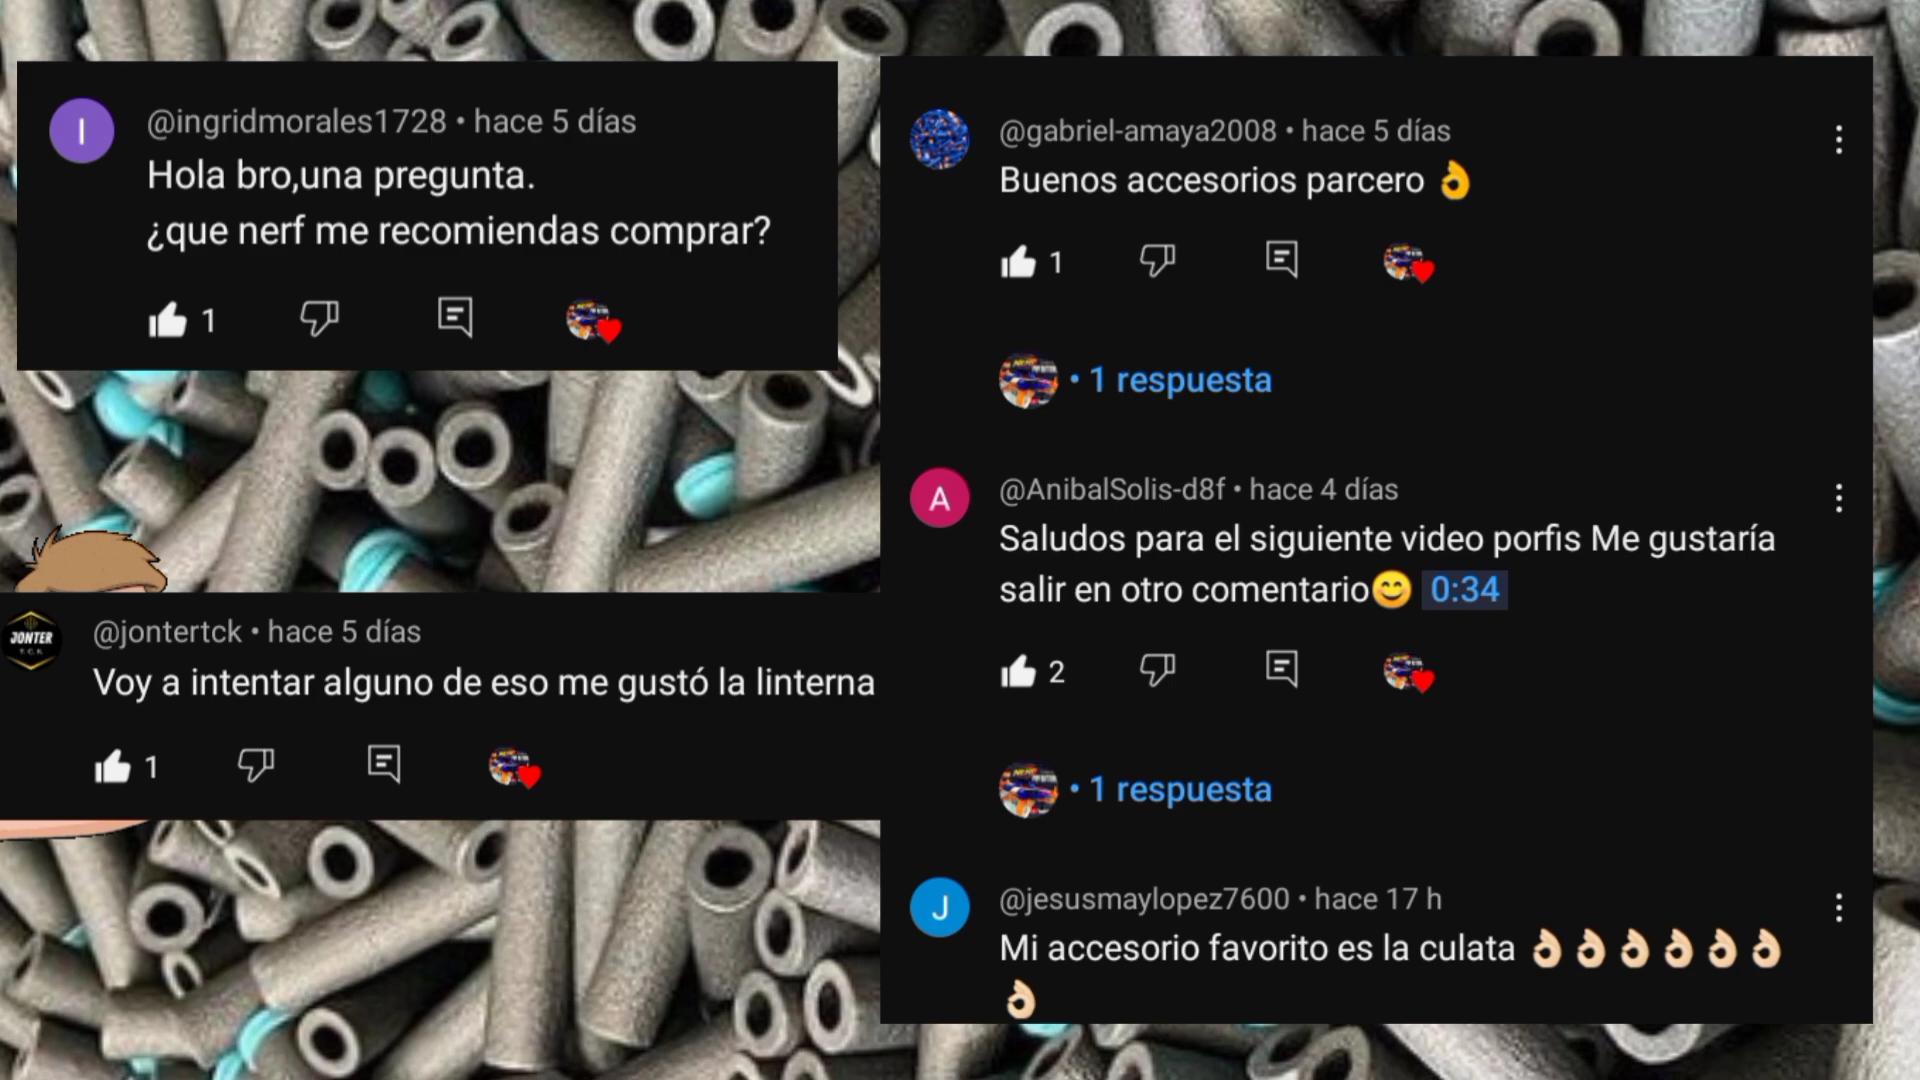 I
@ingridmorales1728 • hace 5 días
Hola bro,una pregunta.
¿que nerf me recomiendas comprar?
1
JONTER
T.C.K
@jontertck • hace 5 días
Voy a intentar alguno de eso me gustó la linterna
1
@gabriel-amaya2008 • hace 5 días
Buenos accesorios parcero 👌
1
• 1 respuesta
A
@AnibalSolis-d8f • hace 4 días
Saludos para el siguiente video porfis Me gustaría
salir en otro comentario😊 0:34
2
• 1 respuesta
J
@jesusmaylopez7600 • hace 17 h
Mi accesorio favorito es la culata 👌🏻👌🏻👌🏻👌🏻👌🏻👌🏻
👌🏻